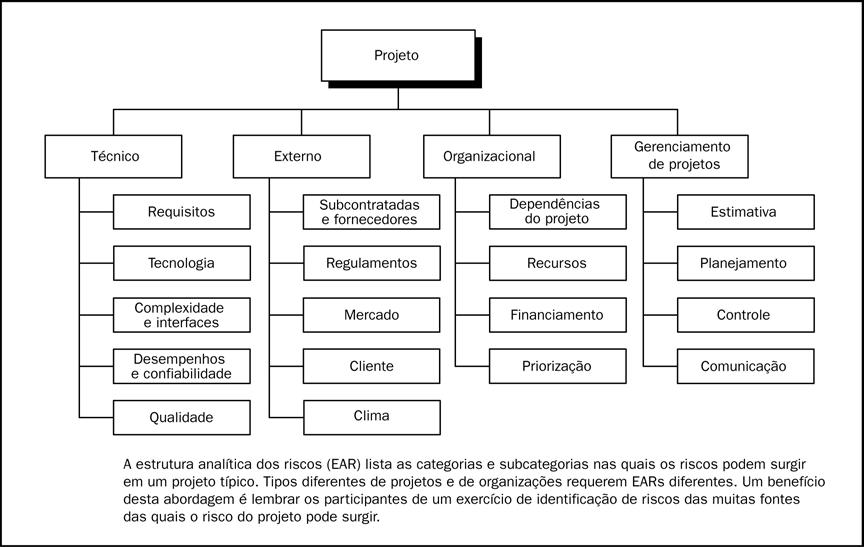 Projeto
Técnico
Externo
Organizacional
Gerenciamento
de projetos
Requisitos
Tecnologia
Complexidade
e interfaces
Desempenhos
e confiabilidade
Qualidade
Subcontratadas
e fornecedores
Regulamentos
Mercado
Cliente
Clima
Dependências
do projeto
Recursos
Financiamento
Priorização
Estimativa
Planejamento
Controle
Comunicação
A estrutura analítica dos riscos (EAR) lista as categorias e subcategorias nas quais os riscos podem surgir
em um projeto típico. Tipos diferentes de projetos e de organizações requerem EARs diferentes. Um benefício
desta abordagem é lembrar os participantes de um exercício de identificação de riscos das muitas fontes
das quais o risco do projeto pode surgir.